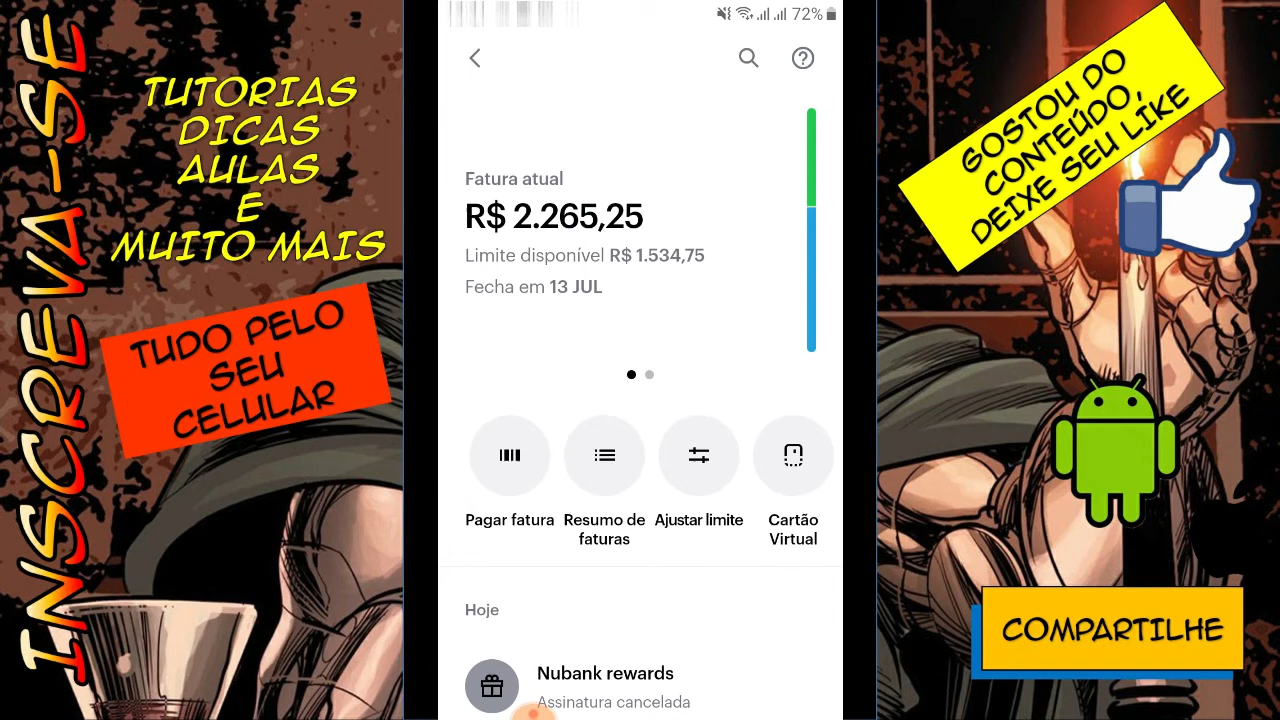 INSCREVA-SE
TUTORIAS
DICAS
AULAS
E
MUITO MAIS
TUDO PELO
SEU
CELULAR
72%
Fatura atual
R$ 2.265,25
Limite disponível R$ 1.534,75
Fecha em 13 JUL
Pagar fatura
Resumo de
faturas
Ajustar limite
Cartão
Virtual
Hoje
Nubank rewards
Assinatura cancelada
GOSTOU DO
CONTEÚDO,
DEIXE SEU LIKE
COMPARTILHE